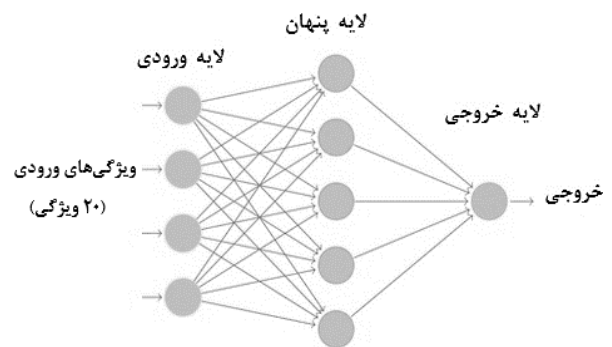 لایه پنهان
لایه ورودی
لایه خروجی
ویژگی‌های ورودی
(۲۰ ویژگی)
خروجی